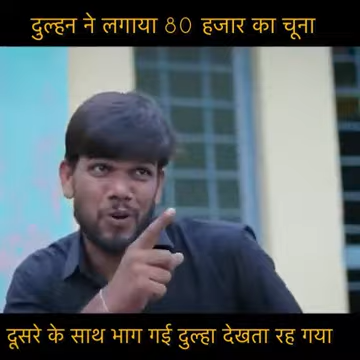 दुल्हन ने लगाया 80 हजार का चूना
दूसरे के साथ भाग गई दुल्हा देखता रह गया